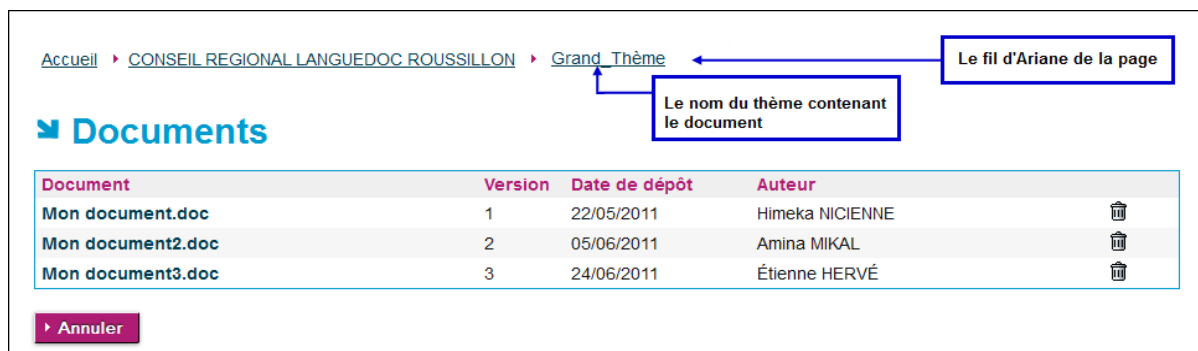 Accueil CONSEIL REGIONAL LANGUEDOC ROUSSILLON Grand_Thème
Le fil d'Ariane de la page
Le nom du thème contenant
le document
Documents
Document Version Date de dépôt Auteur
Mon document.doc 1 22/05/2011 Himeka NICIENNE
Mon document2.doc 2 05/06/2011 Amina MIKAL
Mon document3.doc 3 24/06/2011 Étienne HERVÉ
Annuler